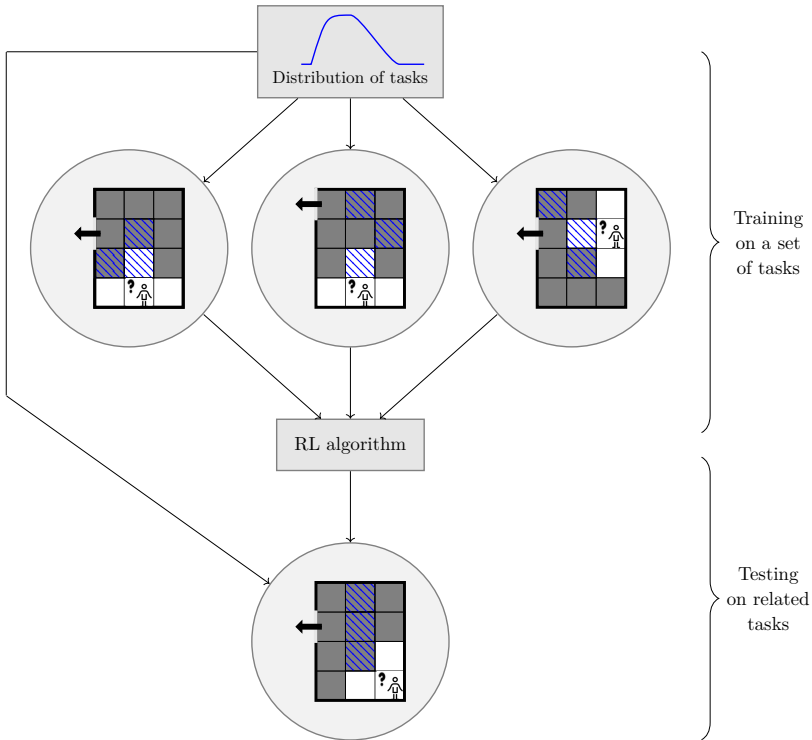 Distribution of tasks
?
?
?
Training
on a set
of tasks
RL algorithm
?
Testing
on related
tasks